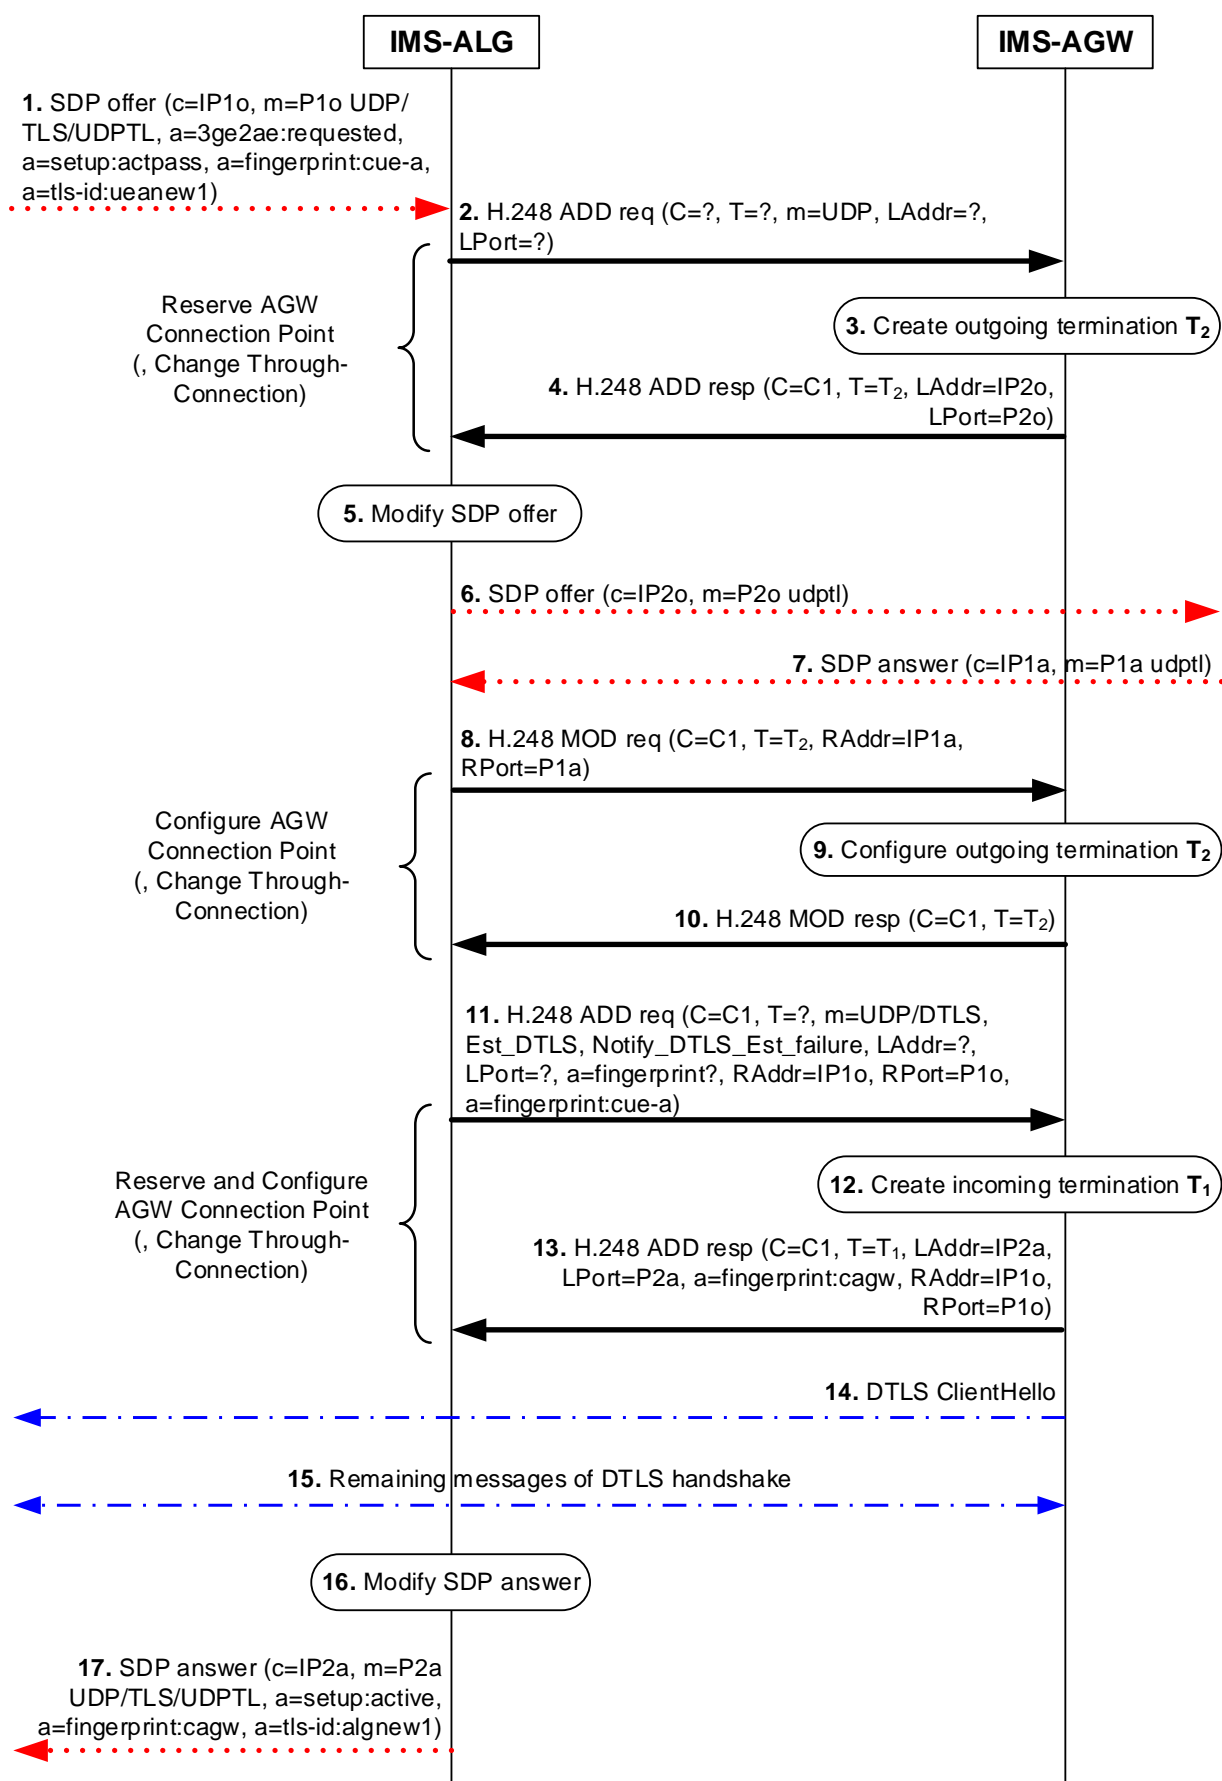 IMS-ALG
IMS-AGW
1. SDP offer (c=IP1o, m=P1o UDP/
TLS/UDPTL, a=3ge2ae:requested,
a=setup:actpass, a=fingerprint:cue-a,
a=tls-id:ueanew1)
2. H.248 ADD req (C=?, T=?, m=UDP, LAddr=?,
LPort=?)
Reserve AGW
Connection Point
(, Change Through-
Connection)
3. Create outgoing termination T2
4. H.248 ADD resp (C=C1, T=T2, LAddr=IP2o,
LPort=P2o)
5. Modify SDP offer
6. SDP offer (c=IP2o, m=P2o udptl)
7. SDP answer (c=IP1a, m=P1a udptl)
8. H.248 MOD req (C=C1, T=T2, RAddr=IP1a,
RPort=P1a)
Configure AGW
Connection Point
(, Change Through-
Connection)
9. Configure outgoing termination T2
10. H.248 MOD resp (C=C1, T=T2)
11. H.248 ADD req (C=C1, T=?, m=UDP/DTLS,
Est_DTLS, Notify_DTLS_Est_failure, LAddr=?,
LPort=?, a=fingerprint?, RAddr=IP1o, RPort=P1o,
a=fingerprint:cue-a)
Reserve and Configure
AGW Connection Point
(, Change Through-
Connection)
12. Create incoming termination T1
13. H.248 ADD resp (C=C1, T=T1, LAddr=IP2a,
LPort=P2a, a=fingerprint:cagw, RAddr=IP1o,
RPort=P1o)
14. DTLS ClientHello
15. Remaining messages of DTLS handshake
16. Modify SDP answer
17. SDP answer (c=IP2a, m=P2a
UDP/TLS/UDPTL, a=setup:active,
a=fingerprint:cagw, a=tls-id:algnew1)